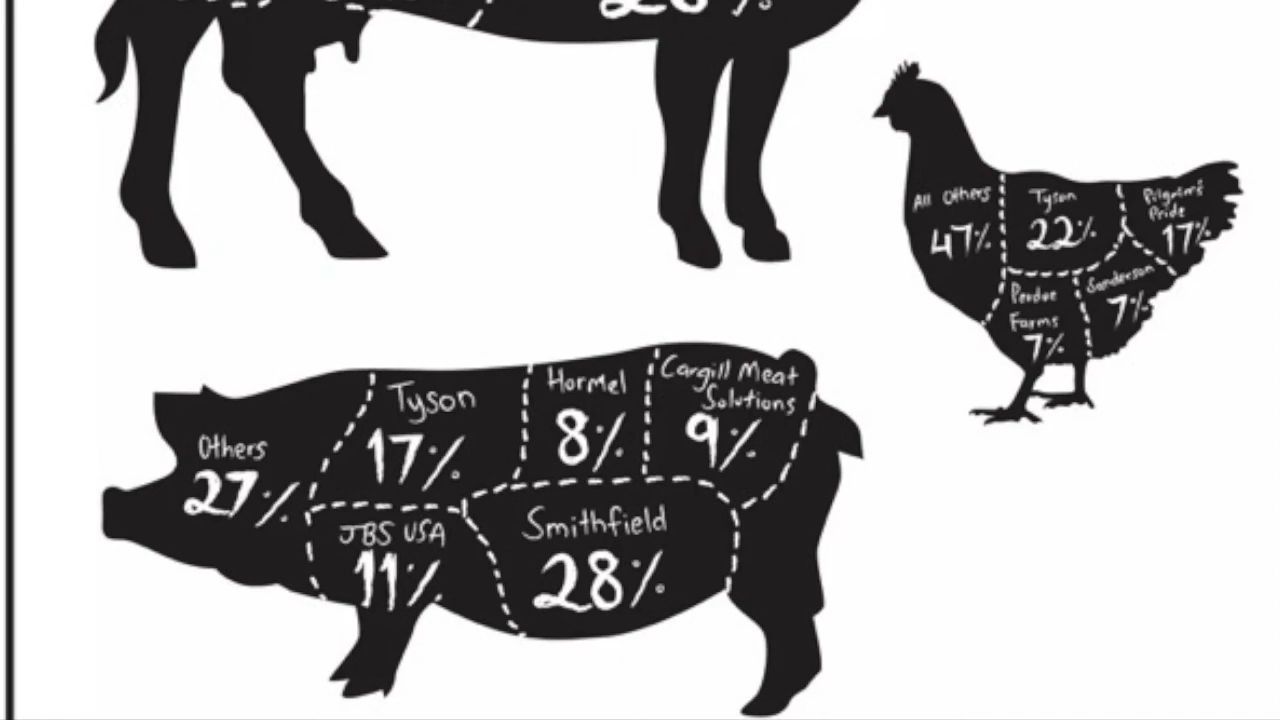 All Others
47%
Tyson
22%
Pilgrim's
Pride
17%
Perdue
Farms
7%
Sanderson
7%
Others
27%
Tyson
17%
Hormel
8%
Cargill Meat
Solutions
9%
JBS USA
11%
Smithfield
28%